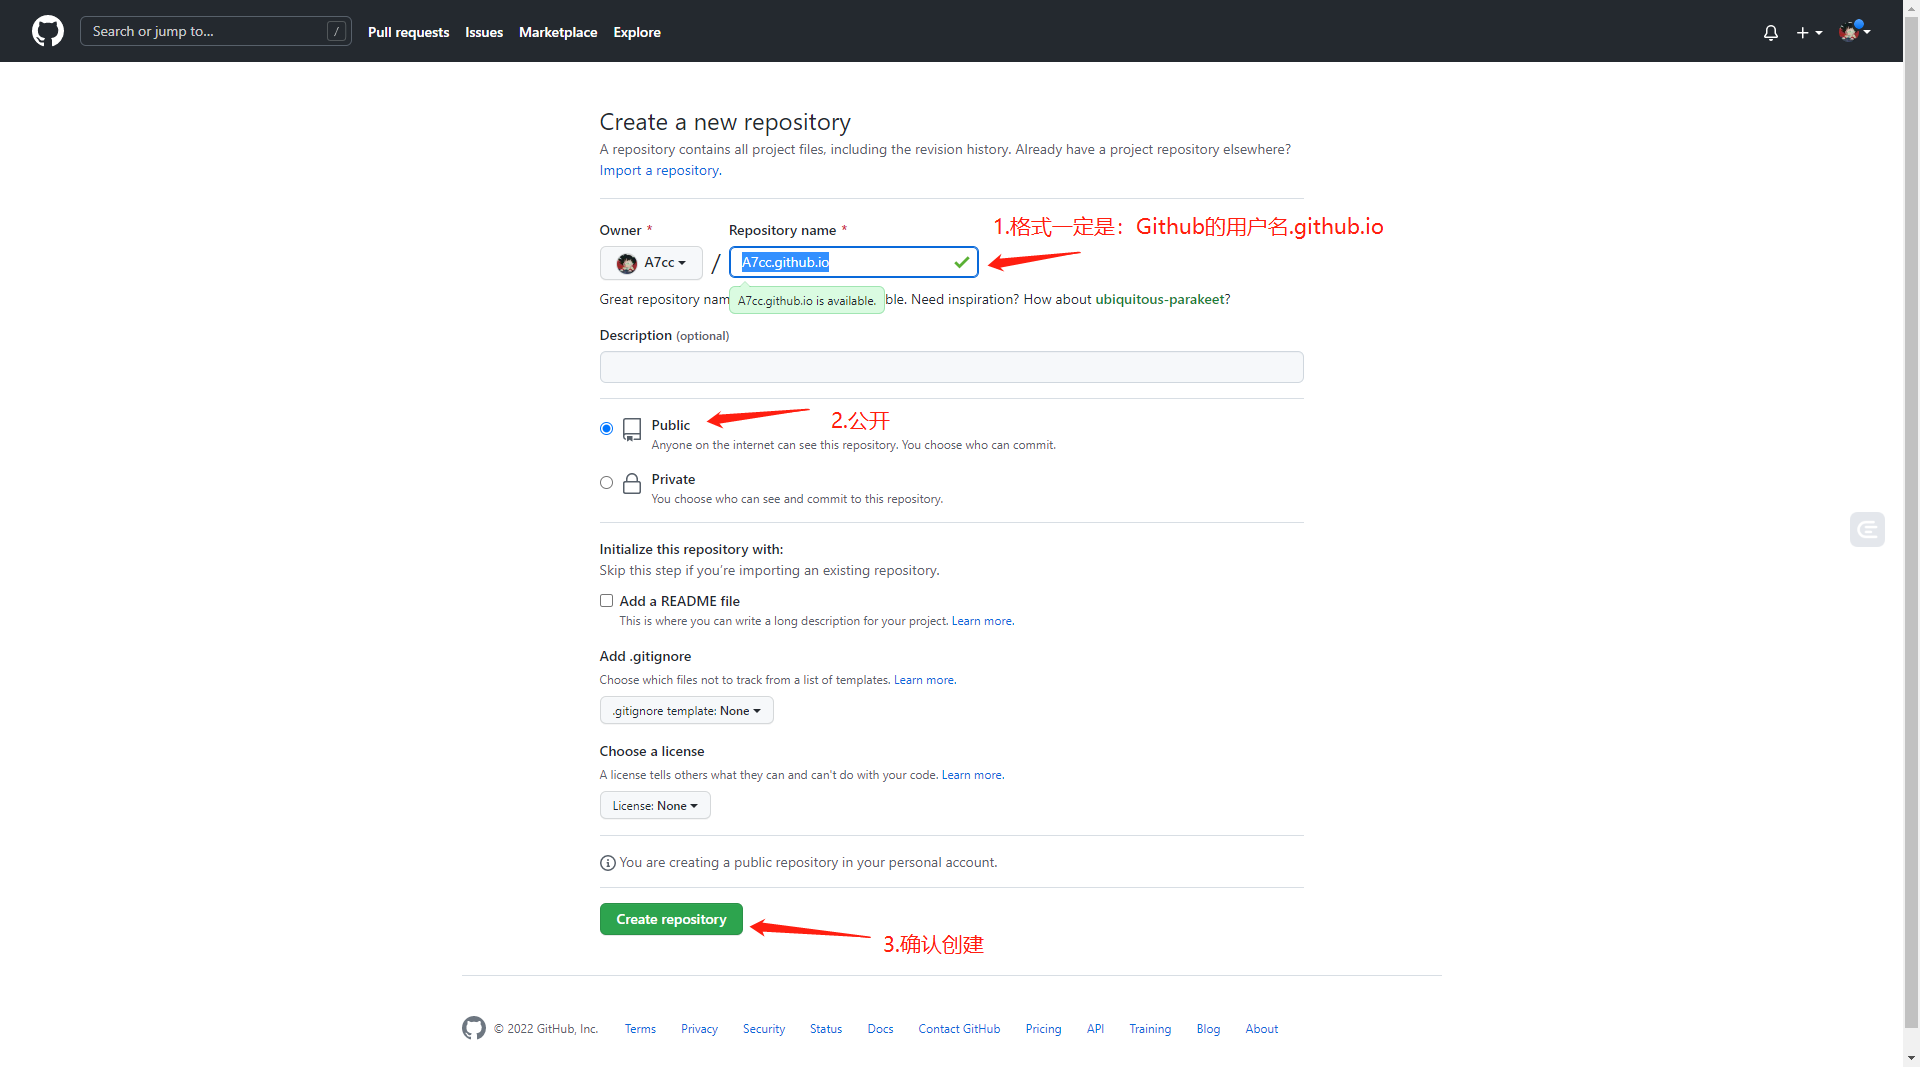 Search or jump to...
/
Pull requests
Issues
Marketplace
Explore
Create a new repository
A repository contains all project files, including the revision history. Already have a project repository elsewhere?
Import a repository.
Owner *
Repository name *
1.格式一定是：Github的用户名.github.io
A7cc
/
A7cc.github.io
Great repository nam
A7cc.github.io is available.
ble. Need inspiration? How about ubiquitous-parakeet?
Description (optional)
Public
2.公开
Anyone on the internet can see this repository. You choose who can commit.
Private
You choose who can see and commit to this repository.
Initialize this repository with:
Skip this step if you're importing an existing repository.
Add a README file
This is where you can write a long description for your project. Learn more.
Add .gitignore
Choose which files not to track from a list of templates. Learn more.
.gitignore template: None
Choose a license
A license tells others what they can and can't do with your code. Learn more.
License: None
You are creating a public repository in your personal account.
Create repository
3.确认创建
© 2022 GitHub, Inc.
Terms
Privacy
Security
Status
Docs
Contact GitHub
Pricing
API
Training
Blog
About